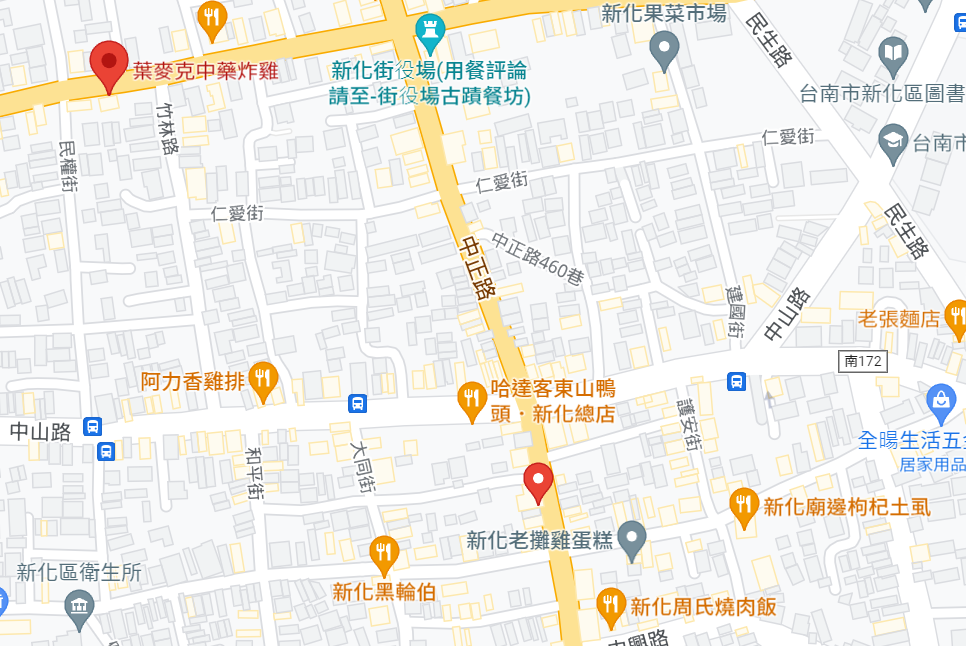 新化果菜市場
民生路
葉麥克中藥炸雞
新化街役場(用餐評論
請至-街役場古蹟餐坊)
台南市新化區圖書
竹林路
仁愛街
台南市
民權街
仁愛街
仁愛街
民生路
中正路
中正路460巷
建國街
中山路
老張麵店
南172
阿力香雞排
哈達客東山鴨
頭·新化總店
護安街
中山路
全暘生活五金
居家用品
和平街
大同街
新化廟邊枸杞土虱
新化老攤雞蛋糕
新化區衛生所
新化黑輪伯
新化周氏燒肉飯
中興路